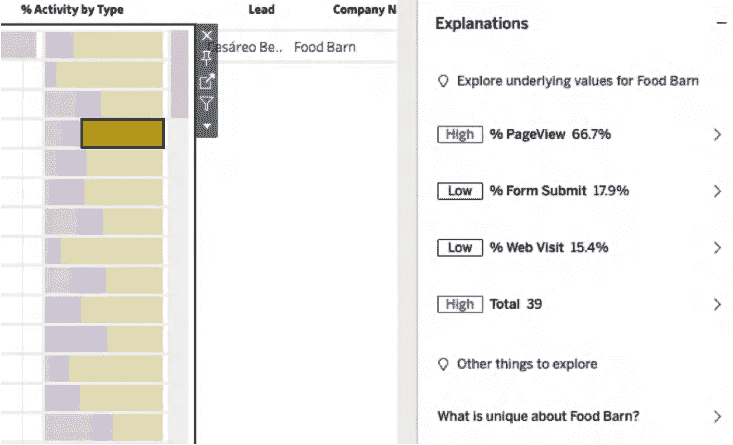 % Activity by Type
Lead
Company N
esáreo Be..
Food Barn
Explanations
Explore underlying values for Food Barn
High % PageView 66.7%
Low % Form Submit 17.9%
Low % Web Visit 15.4%
High Total 39
Other things to explore
What is unique about Food Barn?